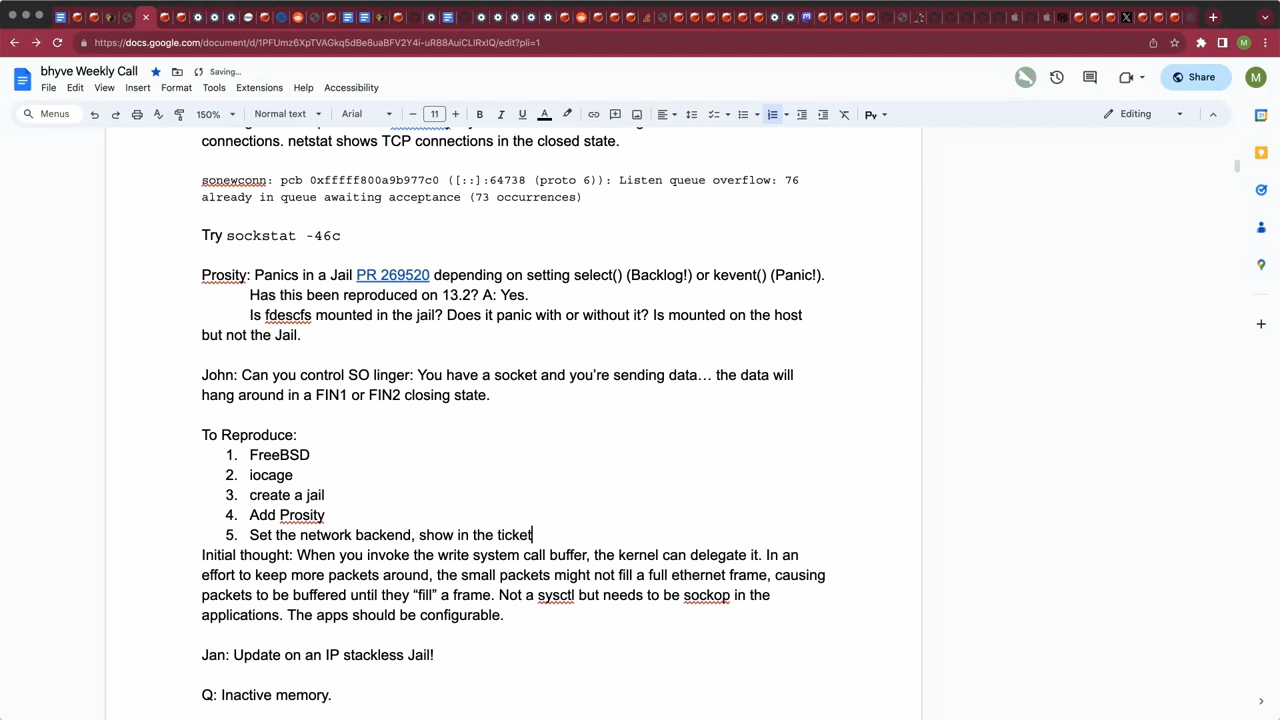 https://docs.google.com/document/d/1PFUmz6XpTVAGkq5dBe8uaBFV2Y4i-uR88AuiCLIRxIQ/edit?pli=1
M
bhyve Weekly Call
Saving...
File Edit View Insert Format Tools Extensions Help Accessibility
Share
M
Menus
150%
Normal text
Arial
11
B I U A
Editing
connections. netstat shows TCP connections in the closed state.
sonewconn: pcb 0xfffff800a9b977c0 ([::]:64738 (proto 6)): Listen queue overflow: 76
already in queue awaiting acceptance (73 occurrences)
Try sockstat -46c
Prosity: Panics in a Jail PR 269520 depending on setting select() (Backlog!) or kevent() (Panic!).
Has this been reproduced on 13.2? A: Yes.
Is fdescfs mounted in the jail? Does it panic with or without it? Is mounted on the host
but not the Jail.
John: Can you control SO linger: You have a socket and you're sending data… the data will
hang around in a FIN1 or FIN2 closing state.
To Reproduce:
1. FreeBSD
2. iocage
3. create a jail
4. Add Prosity
5. Set the network backend, show in the ticket
Initial thought: When you invoke the write system call buffer, the kernel can delegate it. In an
effort to keep more packets around, the small packets might not fill a full ethernet frame, causing
packets to be buffered until they “fill” a frame. Not a sysctl but needs to be sockop in the
applications. The apps should be configurable.
Jan: Update on an IP stackless Jail!
Q: Inactive memory.